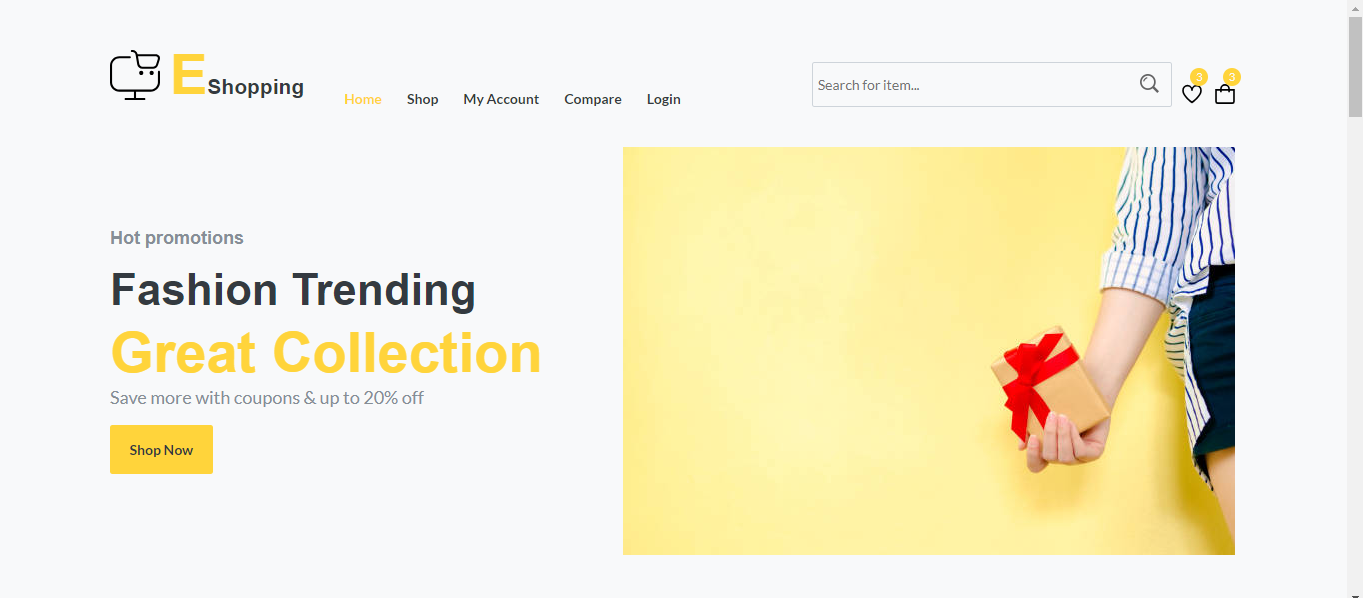 E Shopping
Home Shop My Account Compare Login
Search for item...
3 3
Hot promotions
Fashion Trending
Great Collection
Save more with coupons & up to 20% off
Shop Now